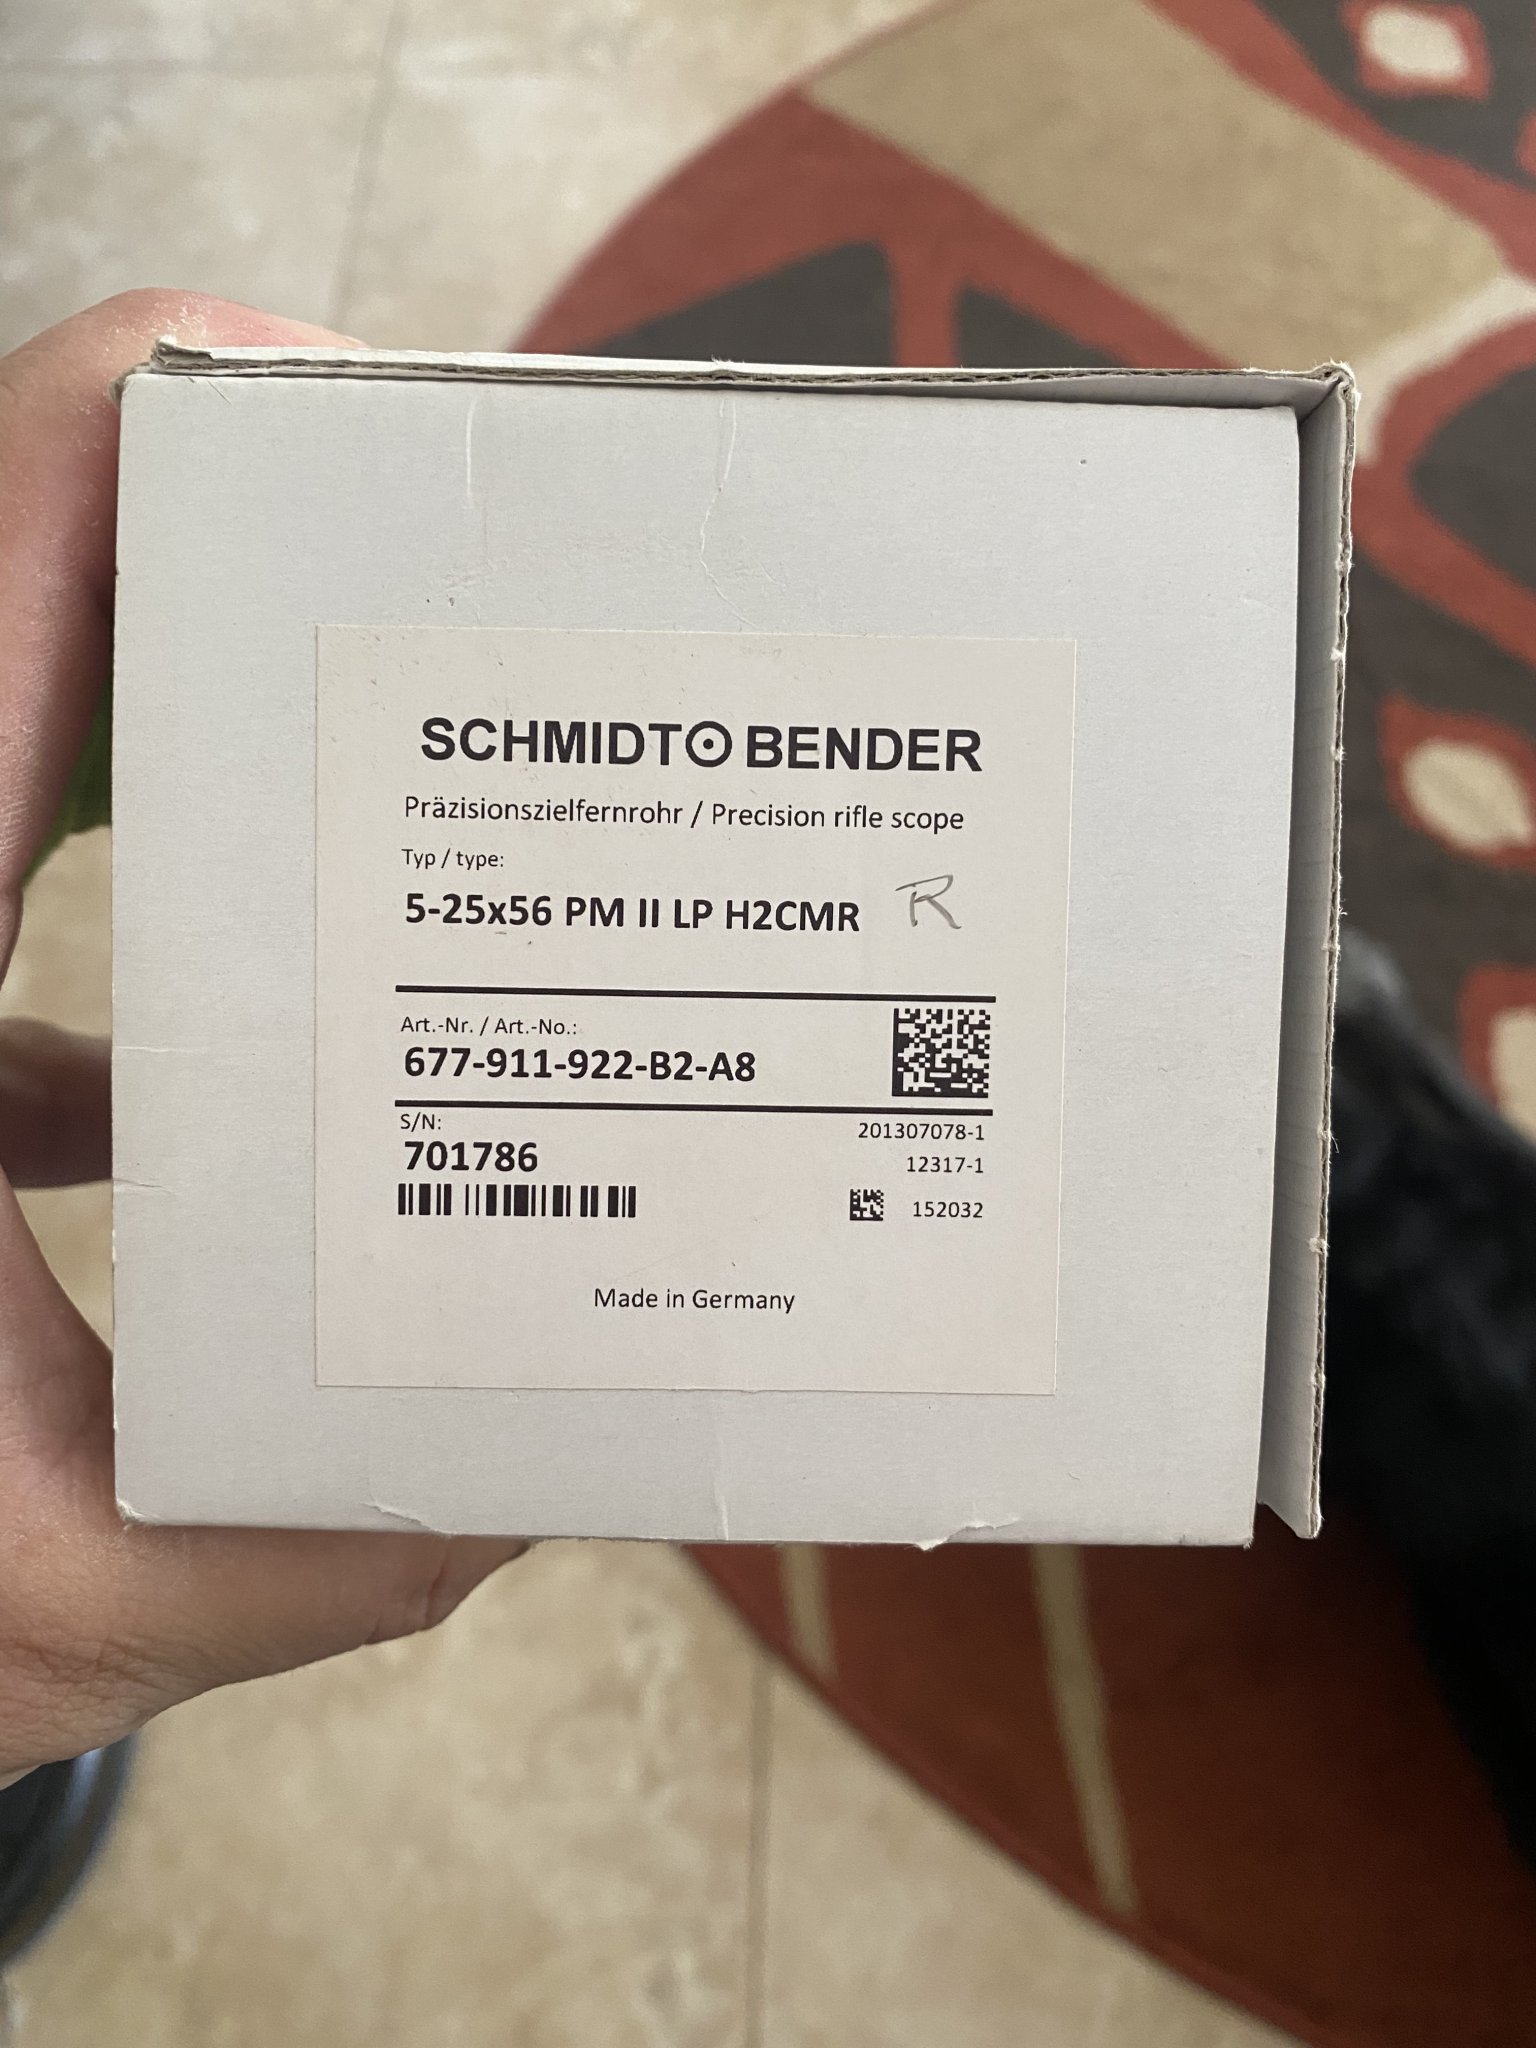 SCHMIDT BENDER
Präzisionszielfernrohr / Precision rifle scope
Typ / type:
5-25x56 PM II LP H2CMR R
Art.-Nr. / Art.-No.:
677-911-922-B2-A8
S/N:
701786
201307078-1
12317-1
152032
Made in Germany